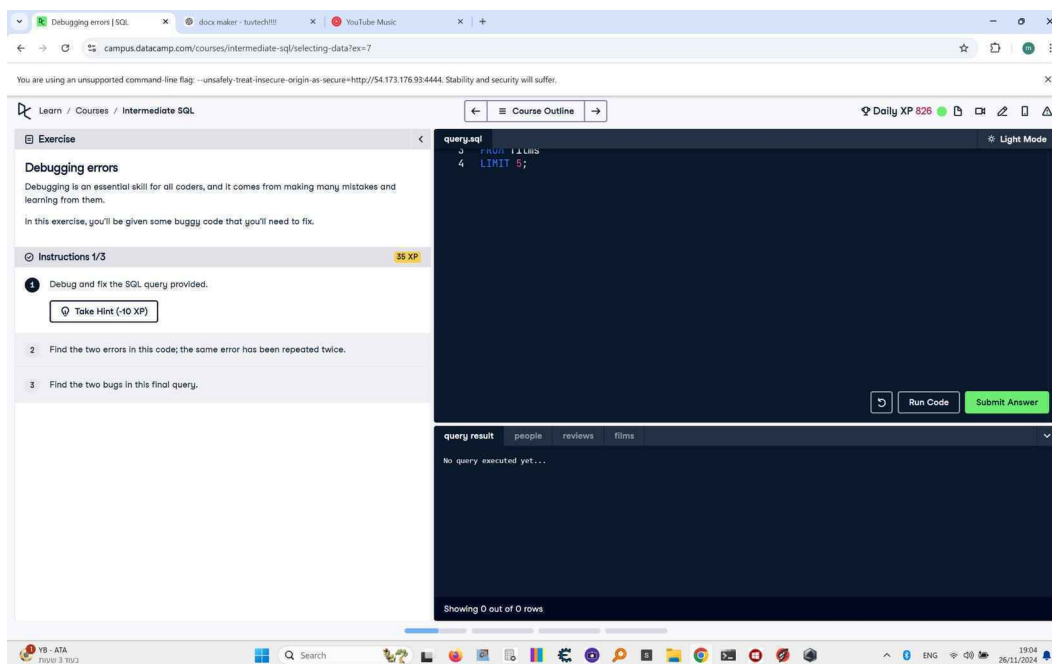 Debugging errors | SQL
docx maker - tuvtech!!!!
YouTube Music
campus.datacamp.com/courses/intermediate-sql/selecting-data?ex=7
You are using an unsupported command-line flag: --unsafely-treat-insecure-origin-as-secure=http://54.173.176.93:4444. Stability and security will suffer.
Learn / Courses / Intermediate SQL
Course Outline
Daily XP 826
Exercise
query.sql
Light Mode
3 FROM films
4 LIMIT 5;
Debugging errors
Debugging is an essential skill for all coders, and it comes from making many mistakes and
learning from them.
In this exercise, you'll be given some buggy code that you'll need to fix.
Instructions 1/3
35 XP
1 Debug and fix the SQL query provided.
Take Hint (-10 XP)
2 Find the two errors in this code; the same error has been repeated twice.
3 Find the two bugs in this final query.
Run Code
Submit Answer
query result people reviews films
No query executed yet...
Showing 0 out of 0 rows
YB - ATA
בעוד 3 שעות
Search
ENG
19:04
26/11/2024